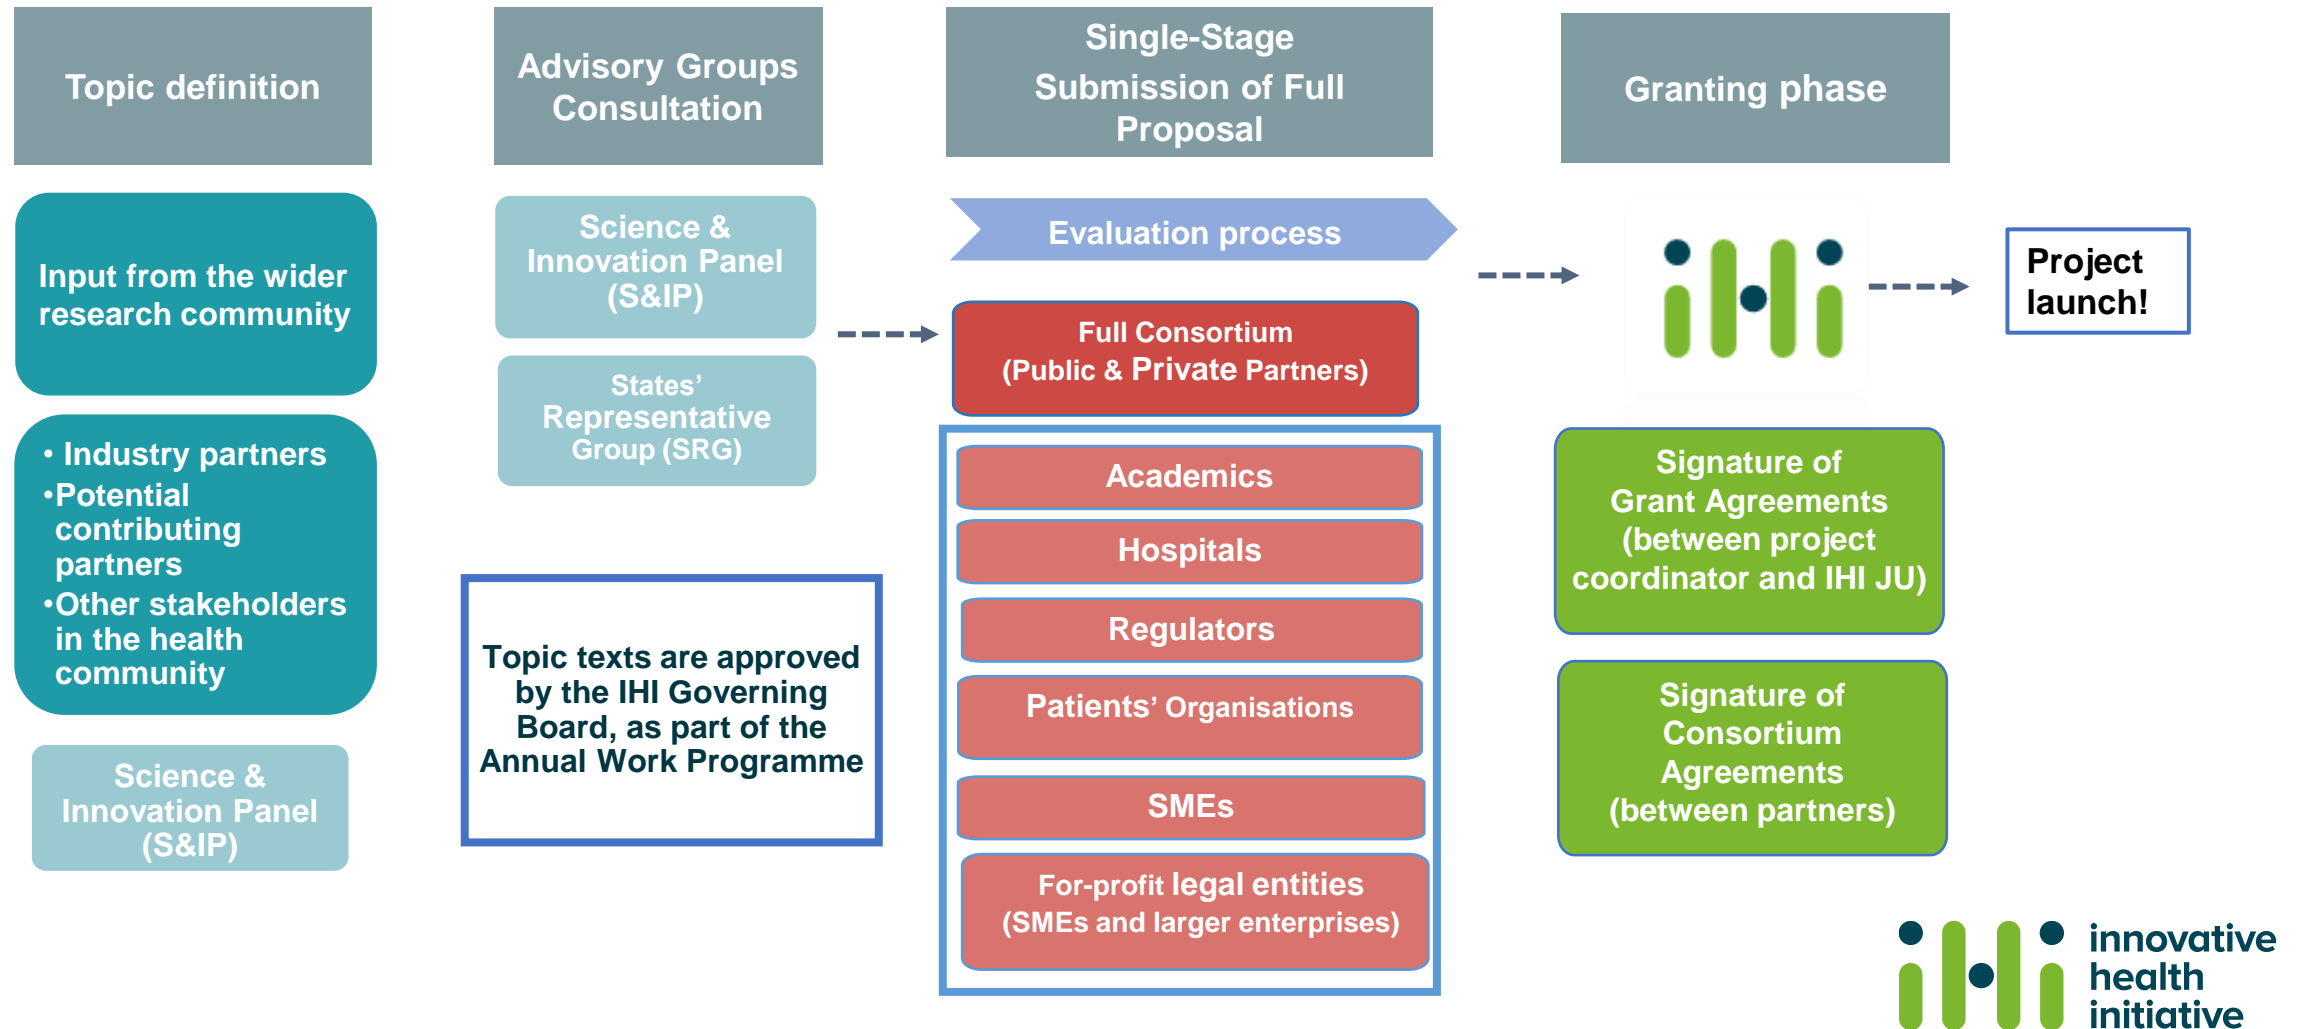 Topic definition
Input from the wider
research community
• Industry partners
•Potential
contributing
partners
•Other stakeholders
in the health
community
Science &
Innovation Panel
(S&IP)
Advisory Groups
Consultation
Science &
Innovation Panel
(S&IP)
States’
Representative
Group (SRG)
Topic texts are approved
by the IHI Governing
Board, as part of the
Annual Work Programme
Single-Stage
Submission of Full
Proposal
Evaluation process
Full Consortium
(Public & Private Partners)
Academics
Hospitals
Regulators
Patients’ Organisations
SMEs
For-profit legal entities
(SMEs and larger enterprises)
Granting phase
iHi
Signature of
Grant Agreements
(between project
coordinator and IHI JU)
Signature of
Consortium
Agreements
(between partners)
Project
launch!
iHi
innovative
health
initiative